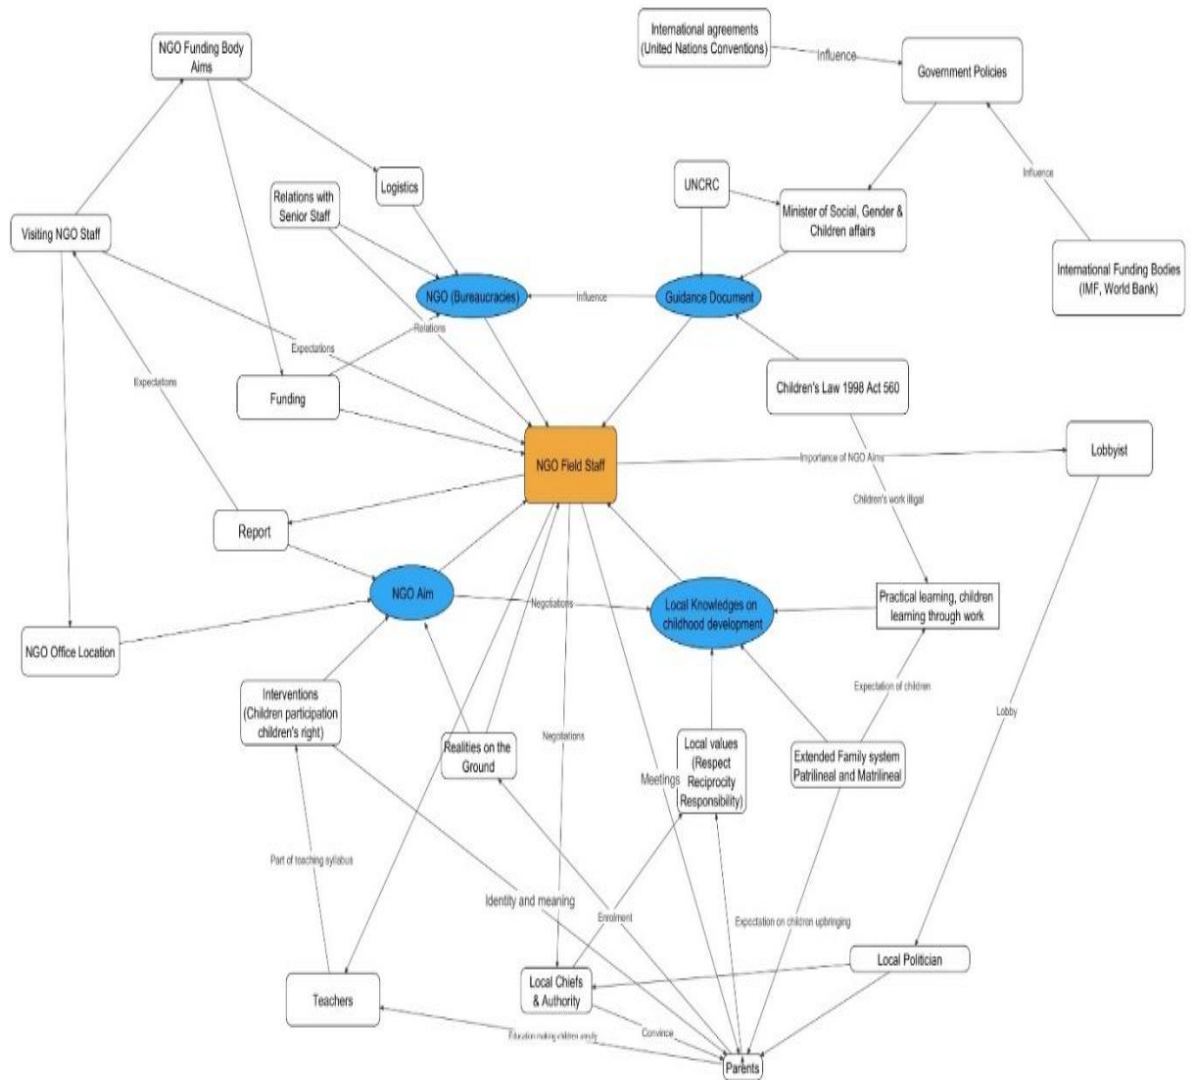 International agreements
(United Nations Conventions)
NGO Funding Body
Aims
Influence
Government Policies
Logistics
UNCRC
Influence
Relations with
Senior Staff
Minister of Social, Gender &
Children affairs
Visiting NGO Staff
International Funding Bodies
(IMF, World Bank)
NGO (Bureaucracies)
Influence
Guidance Document
Relations
Expectations
Expectations
Funding
Children's Law 1998 Act 560
NGO Field Staff
Importance of NGO Aims
Lobbyist
Children's work illigal
Report
NGO Aim
Negotiations
Local Knowledges on
childhood development
Practical learning, children
learning through work
NGO Office Location
Expectation of children
Interventions
(Children participation
children's right)
Realities on the
Ground
Negotiations
Meetings
Local values
(Respect
Reciprocity
Responsibility)
Extended Family system
Patrilineal and Matrilineal
Lobby
Part of teaching syllabus
Identity and meaning
Enrolment
Expectation on children upbringing
Local Politician
Teachers
Local Chiefs
& Authority
Education making children
Convince
Parents